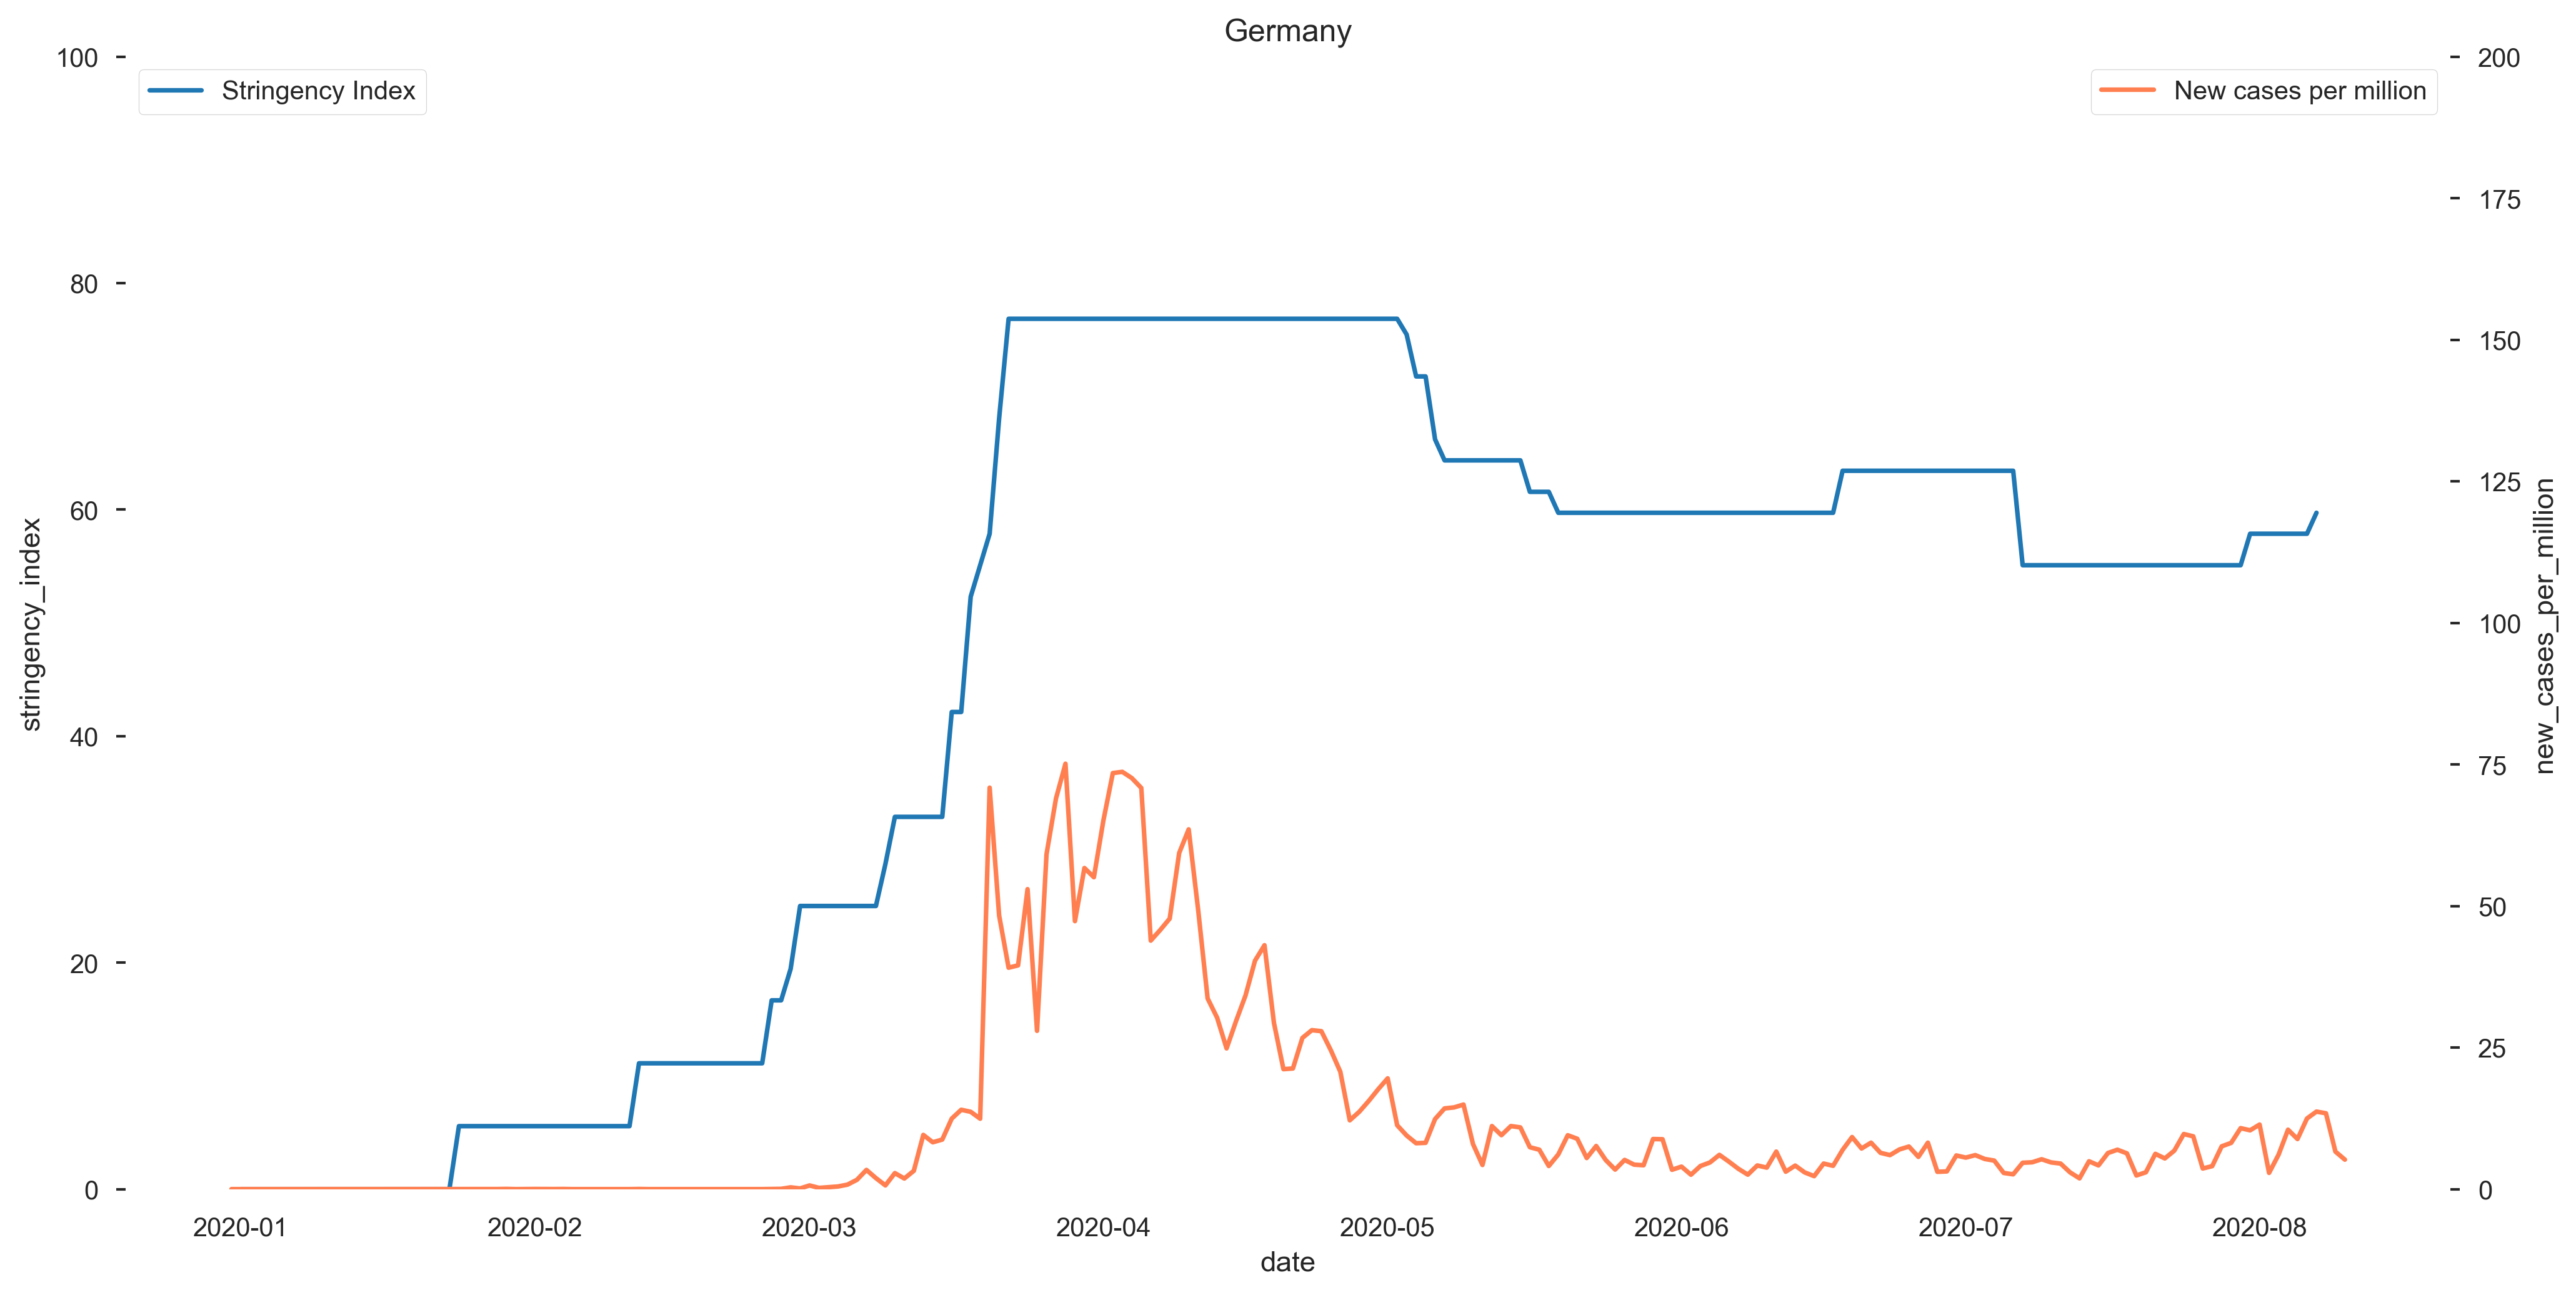 Germany
Stringency Index
New cases per million
100
80
60
40
20
0
stringency_index
200
175
150
125
100
75
50
25
0
new_cases_per_million
2020-01 2020-02 2020-03 2020-04 2020-05 2020-06 2020-07 2020-08
date